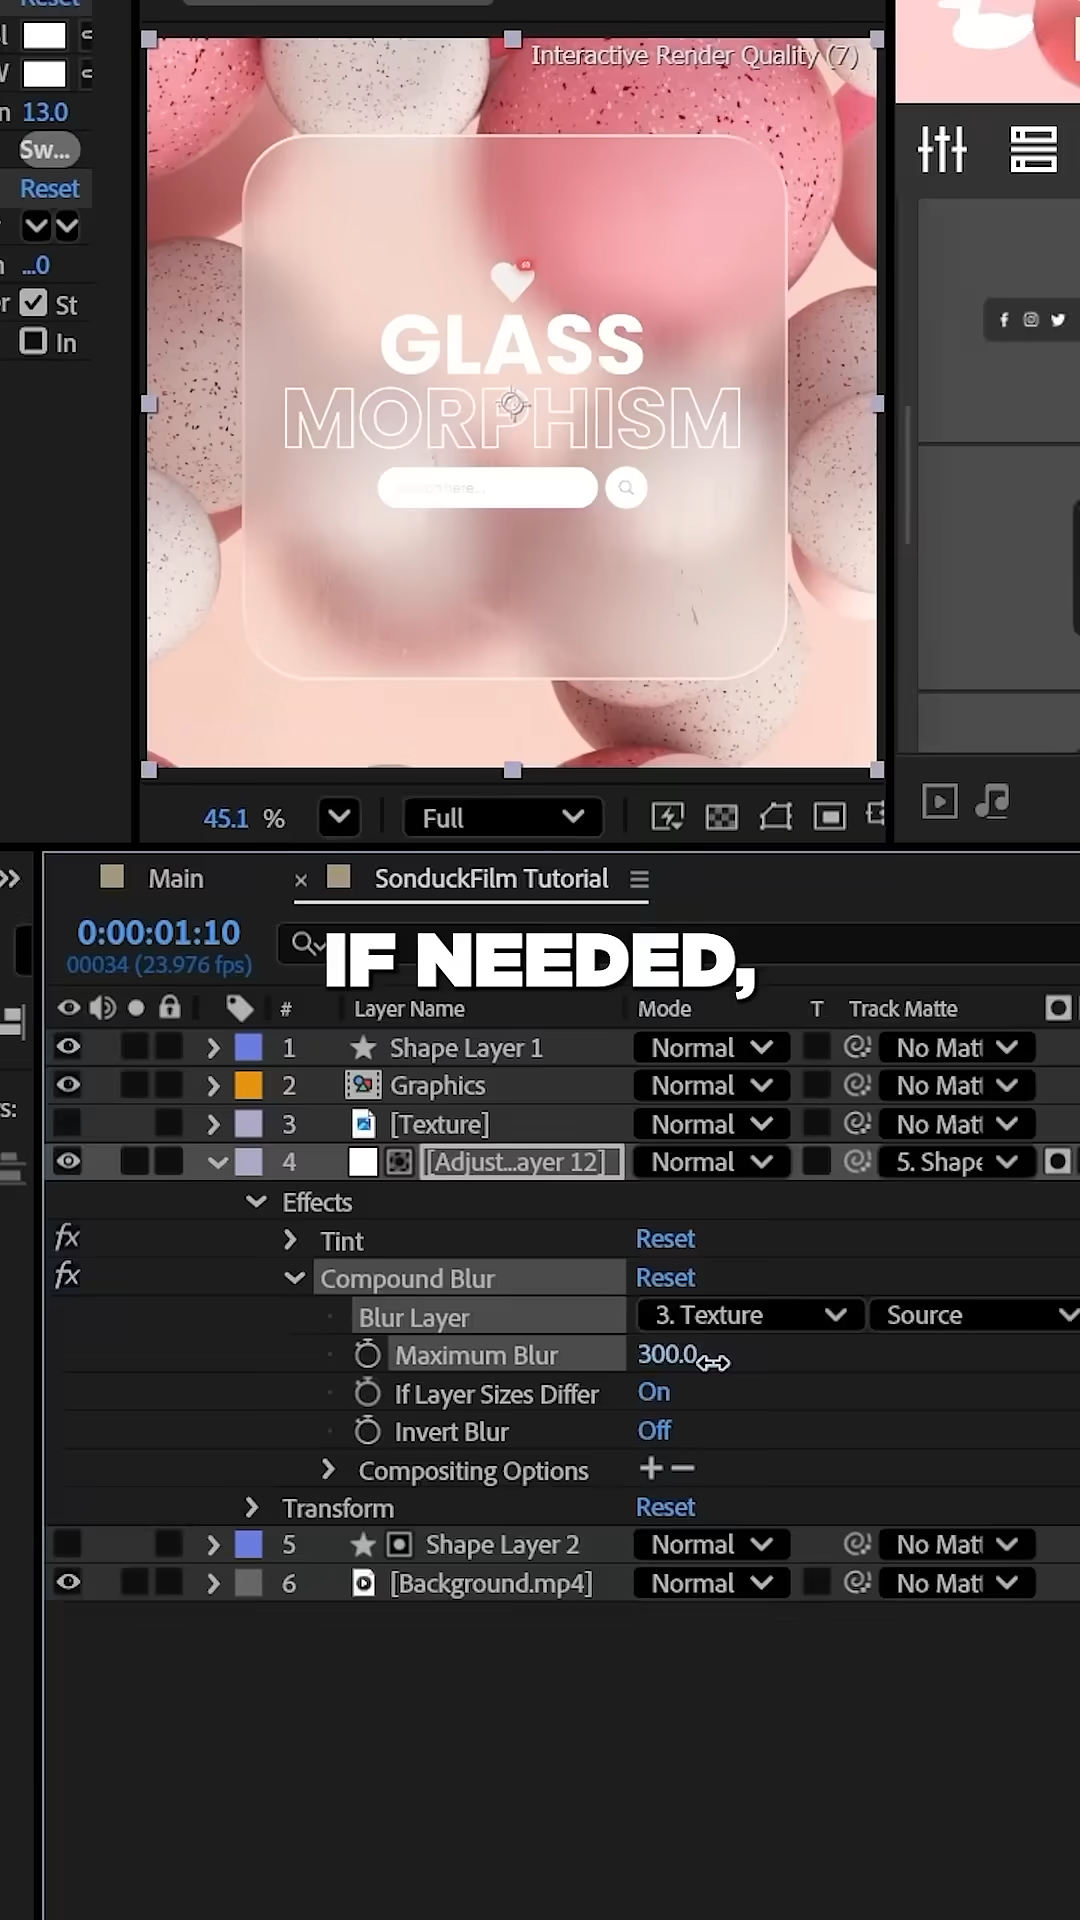 Reset
Interactive Render Quality (7)
13.0
Sw...
Reset
...0
St
In
GLASS
MORPHISM
45.1 %
Full
Main
× SonduckFilm Tutorial
0:00:01:10
00034 (23.976 fps)
IF NEEDED,
# Layer Name Mode T Track Matte
1 Shape Layer 1 Normal No Matt
2 Graphics Normal No Matt
3 [Texture] Normal No Matt
4 [Adjust...ayer 12] Normal 5. Shape
Effects
fx Tint Reset
fx Compound Blur Reset
Blur Layer 3. Texture Source
Maximum Blur 300.0
If Layer Sizes Differ On
Invert Blur Off
Compositing Options + −
Transform Reset
5 Shape Layer 2 Normal No Matt
6 [Background.mp4] Normal No Matt